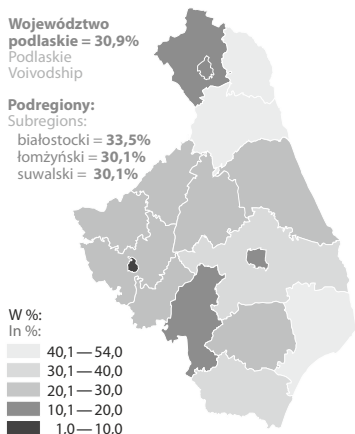 Województwo
podlaskie = 30,9%
Podlaskie
Voivodship
Podregiony:
Subregions:
białostocki = 33,5%
łomżyński = 30,1%
suwalski = 30,1%
W %:
In %:
40,1 — 54,0
30,1 — 40,0
20,1 — 30,0
10,1 — 20,0
1,0 — 10,0